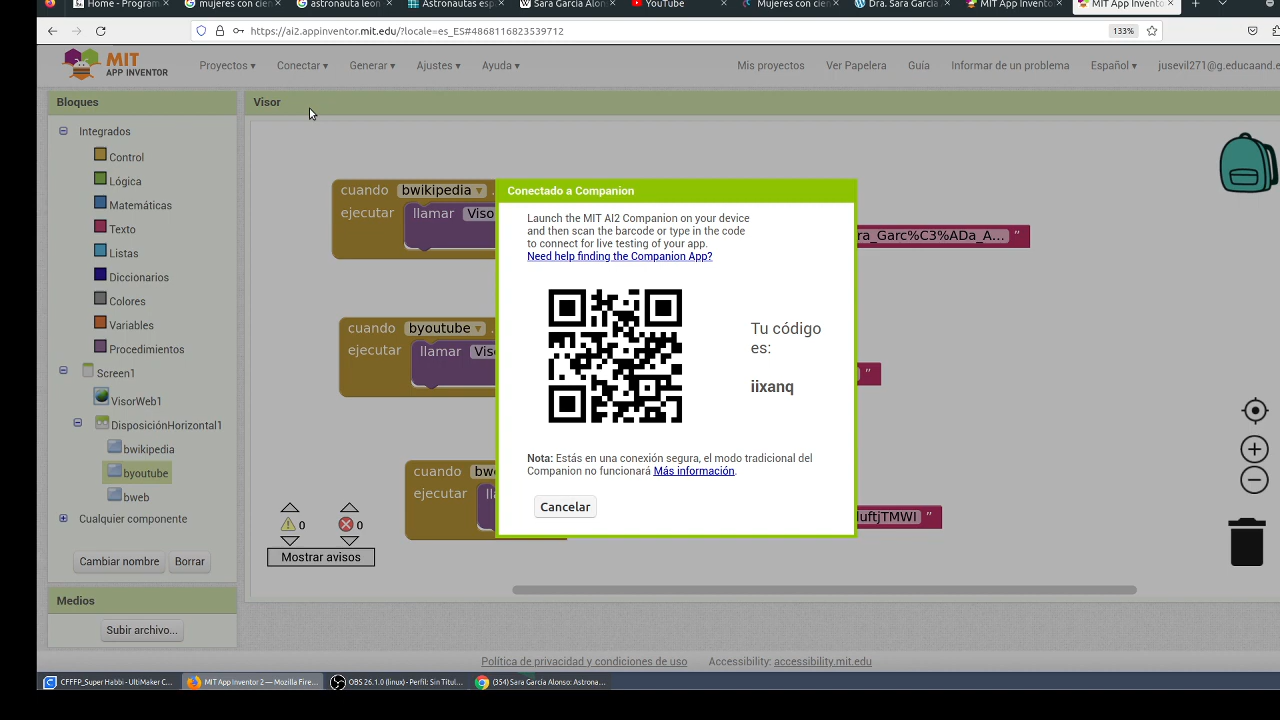 Home - Program
mujeres con cien
astronauta leon
Astronautas esp
Sara García Alons
YouTube
Mujeres con cien
Dra. Sara García
MIT App Invento
MIT App Invento
https://ai2.appinventor.mit.edu/?locale=es_ES#4868116823539712
133%
MIT
APP INVENTOR
Proyectos
Conectar
Generar
Ajustes
Ayuda
Mis proyectos
Ver Papelera
Guía
Informar de un problema
Español
jusevil271@g.educaand.e
Bloques
Visor
Integrados
Control
Lógica
Matemáticas
Texto
Listas
Diccionarios
Colores
Variables
Procedimientos
Screen1
VisorWeb1
DisposiciónHorizontal1
bwikipedia
byoutube
bweb
Cualquier componente
Cambiar nombre
Borrar
Medios
Subir archivo...
cuando bwikipedia .
ejecutar llamar Viso
ra_Garc%C3%ADa_A... ”
cuando byoutube .
ejecutar llamar Viso
”
cuando bwe
ejecutar ll
luftjTMWI ”
0 0
Mostrar avisos
Conectado a Companion
Launch the MIT AI2 Companion on your device
and then scan the barcode or type in the code
to connect for live testing of your app.
Need help finding the Companion App?
Tu código
es:
iixanq
Nota: Estás en una conexión segura, el modo tradicional del
Companion no funcionará Más información.
Cancelar
Política de privacidad y condiciones de uso
Accessibility: accessibility.mit.edu
CFFFP_Super Habbi - UltiMaker C...
MIT App Inventor 2 — Mozilla Fire...
OBS 26.1.0 (linux) - Perfil: Sin Titul...
(354) Sara García Alonso: Astrona...